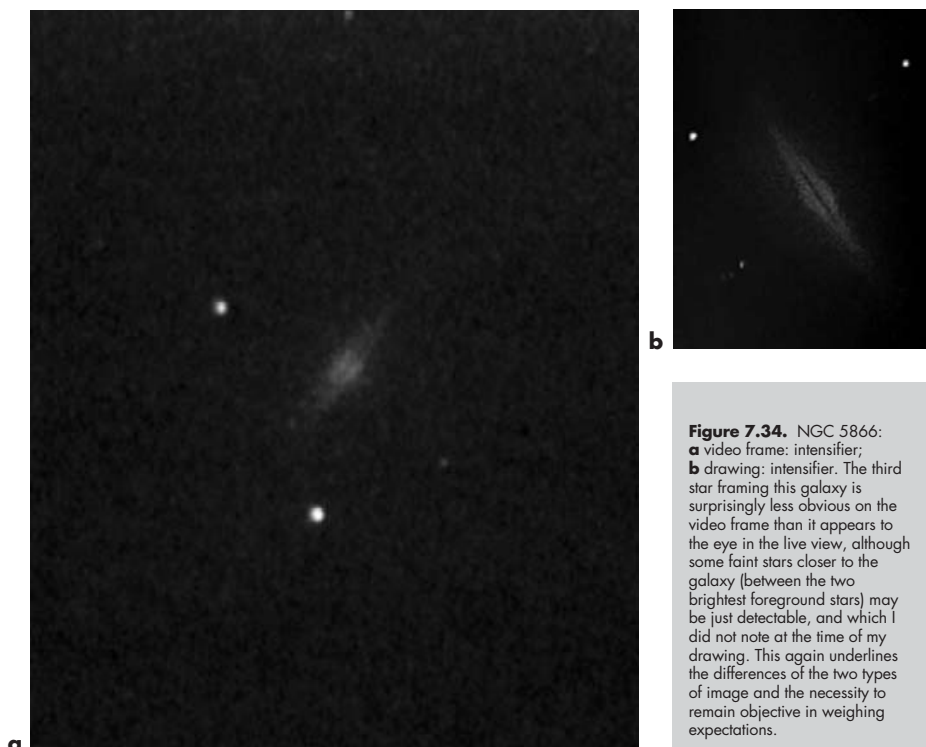 a
b
Figure 7.34. NGC 5866:
a video frame: intensifier;
b drawing: intensifier. The third
star framing this galaxy is
surprisingly less obvious on the
video frame than it appears to
the eye in the live view, although
some faint stars closer to the
galaxy (between the two
brightest foreground stars) may
be just detectable, and which I
did not note at the time of my
drawing. This again underlines
the differences of the two types
of image and the necessity to
remain objective in weighing
expectations.